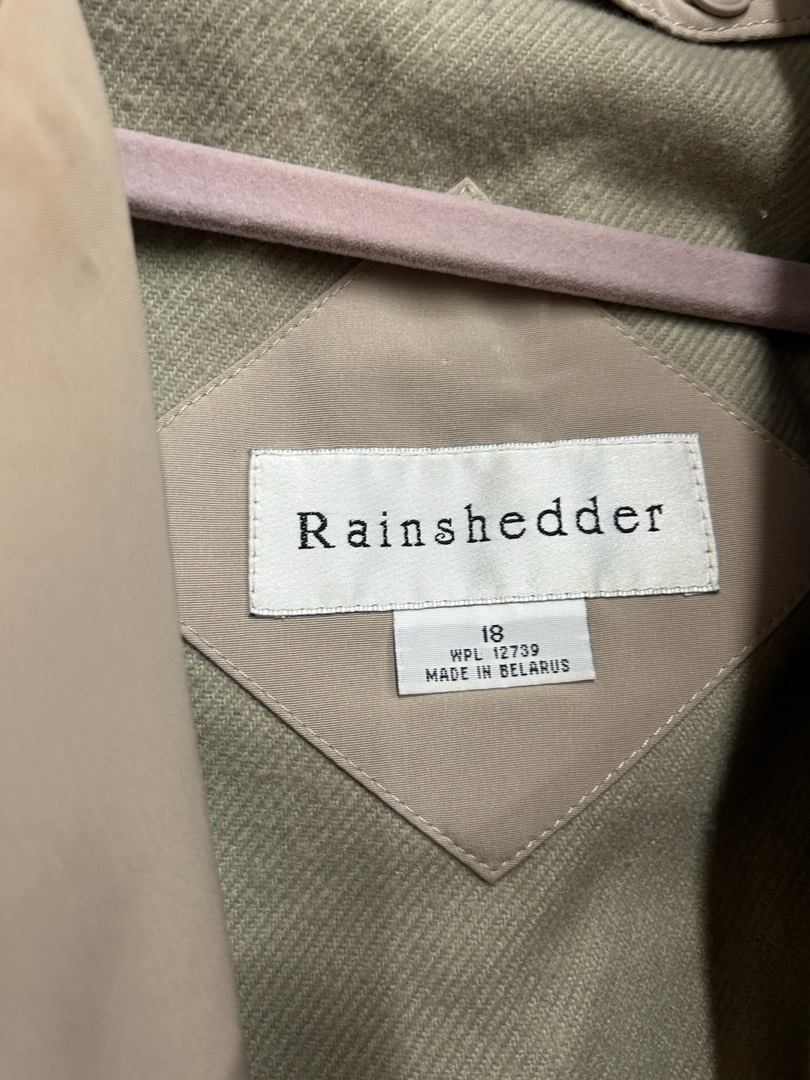 Rainshedder
18
WPL 12739
MADE IN BELARUS